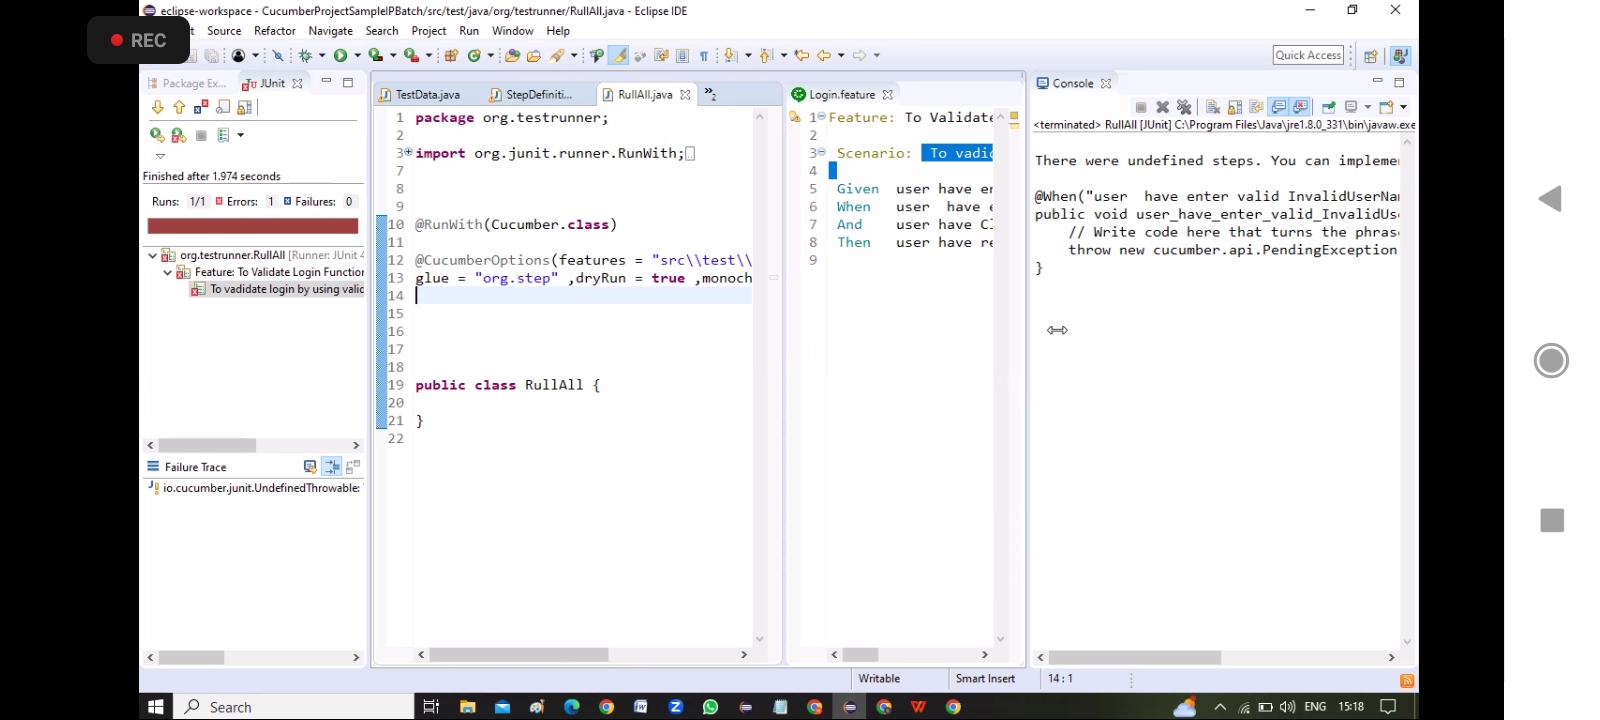 eclipse-workspace - CucumberProjectSampleIPBatch/src/test/java/org/testrunner/RullAll.java - Eclipse IDE
REC
Source Refactor Navigate Search Project Run Window Help
Quick Access
Package Ex...
JUnit
Finished after 1.974 seconds
Runs: 1/1 Errors: 1 Failures: 0
org.testrunner.RullAll [Runner: JUnit 4
Feature: To Validate Login Function
To vadidate login by using valic
Failure Trace
io.cucumber.junit.UndefinedThrowable:
TestData.java
StepDefiniti...
RullAll.java
»2
1 package org.testrunner;
2
3 import org.junit.runner.RunWith;
7
8
9
10 @RunWith(Cucumber.class)
11
12 @CucumberOptions(features = "src\\test\\
13 glue = "org.step" ,dryRun = true ,monoch
14
15
16
17
18
19 public class RullAll {
20
21 }
22
Login.feature
1 Feature: To Validate
2
3 Scenario: To vadic
4
5 Given user have en
6 When user have e
7 And user have Cl
8 Then user have re
9
Console
<terminated> RullAll [JUnit] C:\Program Files\Java\jre1.8.0_331\bin\javaw.exe
There were undefined steps. You can implemen
@When("user have enter valid InvalidUserNam
public void user_have_enter_valid_InvalidUse
// Write code here that turns the phrase
throw new cucumber.api.PendingException
}
Writable Smart Insert 14 : 1
Search
W
Z
W
ENG 15:18